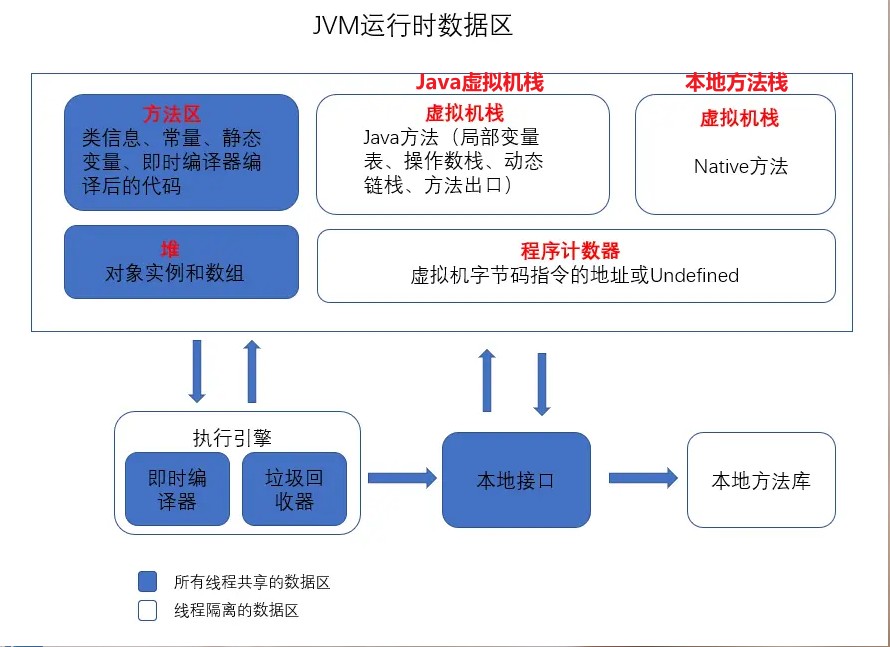 JVM运行时数据区
方法区
类信息、常量、静态
变量、即时编译器编
译后的代码
Java虚拟机栈
虚拟机栈
Java方法（局部变量
表、操作数栈、动态
链栈、方法出口）
本地方法栈
虚拟机栈
Native方法
堆
对象实例和数组
程序计数器
虚拟机字节码指令的地址或Undefined
执行引擎
即时编
译器
垃圾回
收器
本地接口
本地方法库
所有线程共享的数据区
线程隔离的数据区